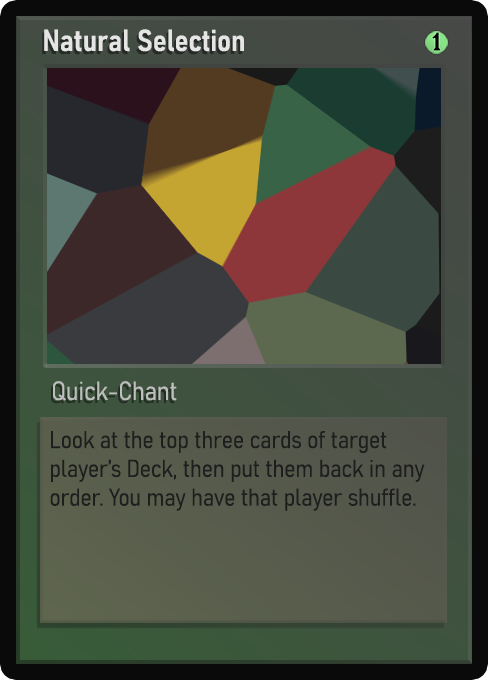 Natural Selection 1
Quick-Chant
Look at the top three cards of target
player's Deck, then put them back in any
order. You may have that player shuffle.